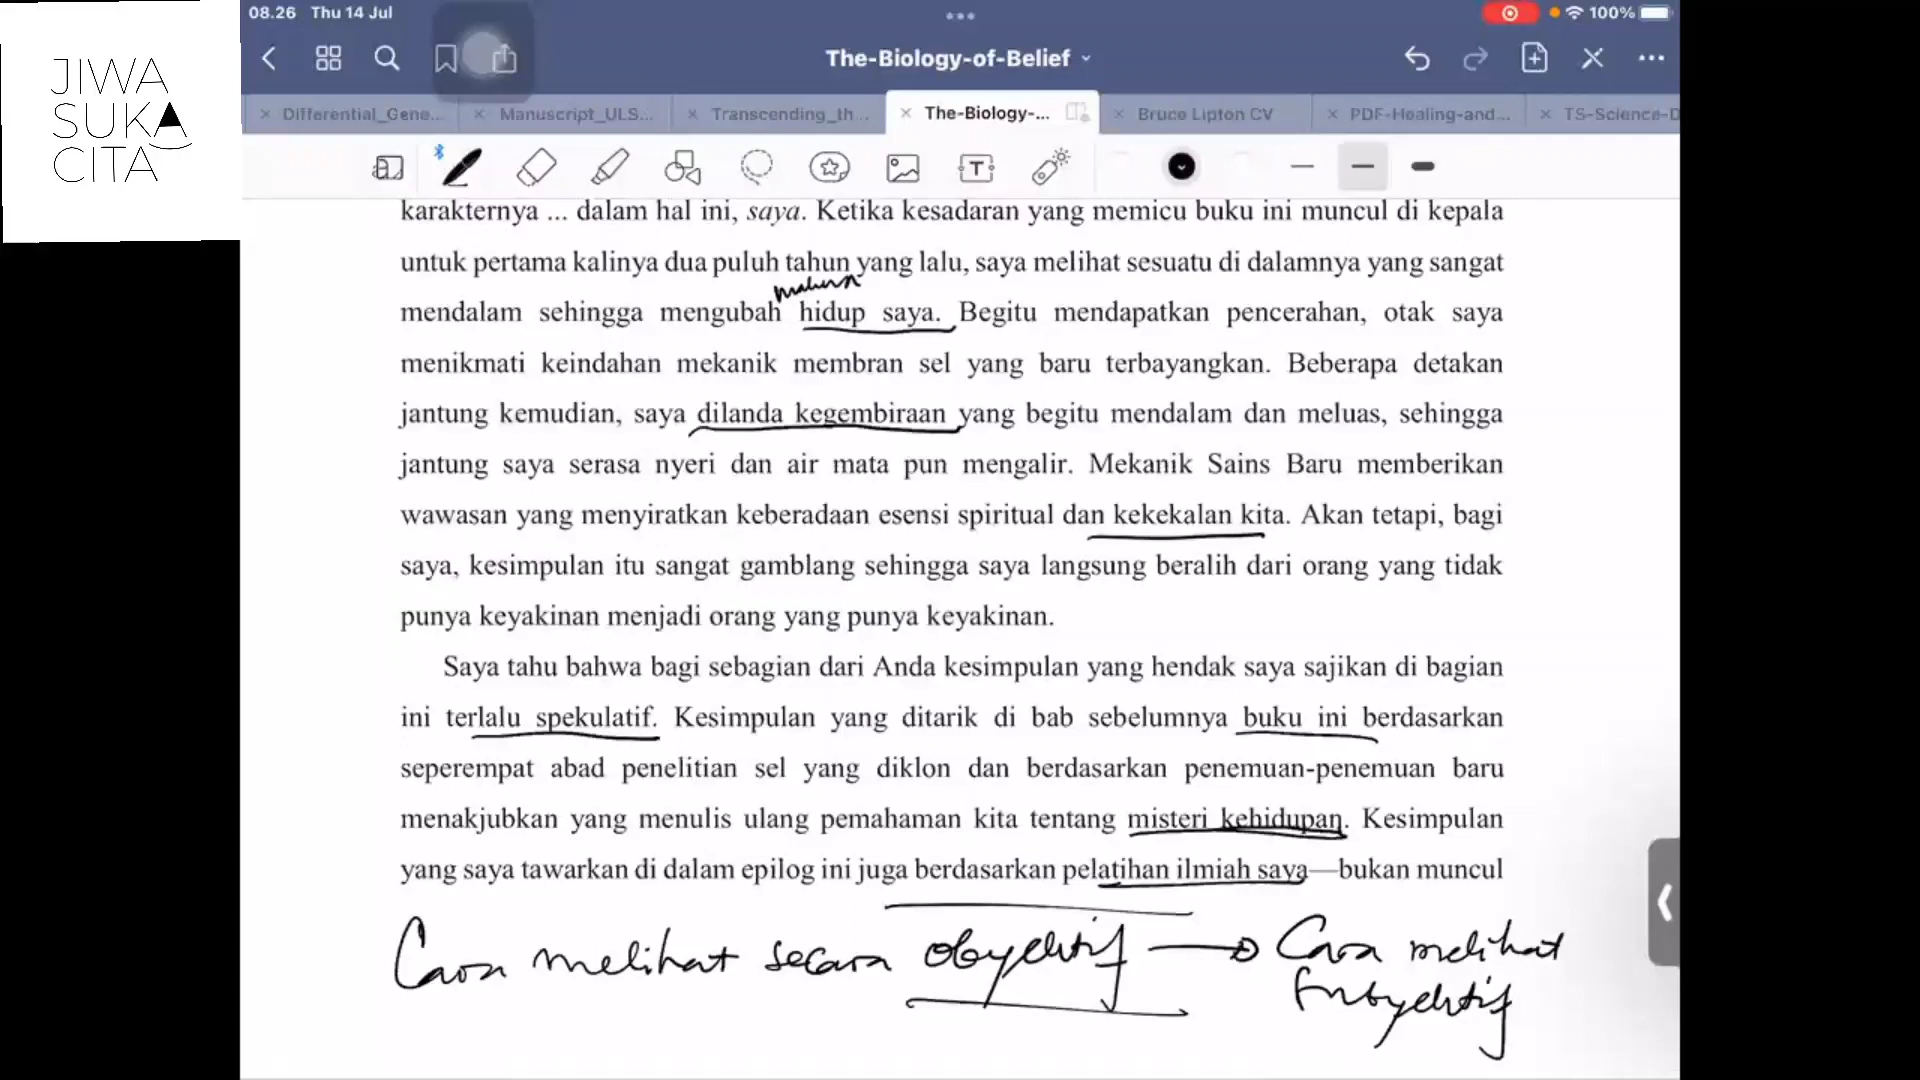 JIWA
SUKA
CITA
08.26 Thu 14 Jul
100%
The-Biology-of-Belief
Differential_Gene...
Manuscript_ULS...
Transcending_th...
The-Biology-...
Bruce Lipton CV
PDF-Healing-and...
TS-Science-D
karakternya ... dalam hal ini, saya. Ketika kesadaran yang memicu buku ini muncul di kepala
untuk pertama kalinya dua puluh tahun yang lalu, saya melihat sesuatu di dalamnya yang sangat
mendalam sehingga mengubah hidup saya. Begitu mendapatkan pencerahan, otak saya
menikmati keindahan mekanik membran sel yang baru terbayangkan. Beberapa detakan
jantung kemudian, saya dilanda kegembiraan yang begitu mendalam dan meluas, sehingga
jantung saya serasa nyeri dan air mata pun mengalir. Mekanik Sains Baru memberikan
wawasan yang menyiratkan keberadaan esensi spiritual dan kekekalan kita. Akan tetapi, bagi
saya, kesimpulan itu sangat gamblang sehingga saya langsung beralih dari orang yang tidak
punya keyakinan menjadi orang yang punya keyakinan.
Saya tahu bahwa bagi sebagian dari Anda kesimpulan yang hendak saya sajikan di bagian
ini terlalu spekulatif. Kesimpulan yang ditarik di bab sebelumnya buku ini berdasarkan
seperempat abad penelitian sel yang diklon dan berdasarkan penemuan-penemuan baru
menakjubkan yang menulis ulang pemahaman kita tentang misteri kehidupan. Kesimpulan
yang saya tawarkan di dalam epilog ini juga berdasarkan pelatihan ilmiah saya—bukan muncul
Cara melihat secara obyektif → Cara melihat
subyektif